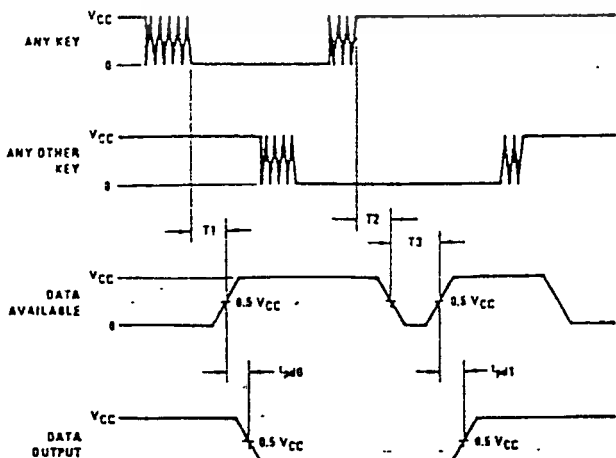 VCC
ANY KEY
0
VCC
ANY OTHER
KEY
0
T1
T2
T3
VCC
DATA
AVAILABLE
0
0.5 VCC
0.5 VCC
tpd0
tpd1
VCC
DATA
OUTPUT
0.5 VCC
0.5 VCC